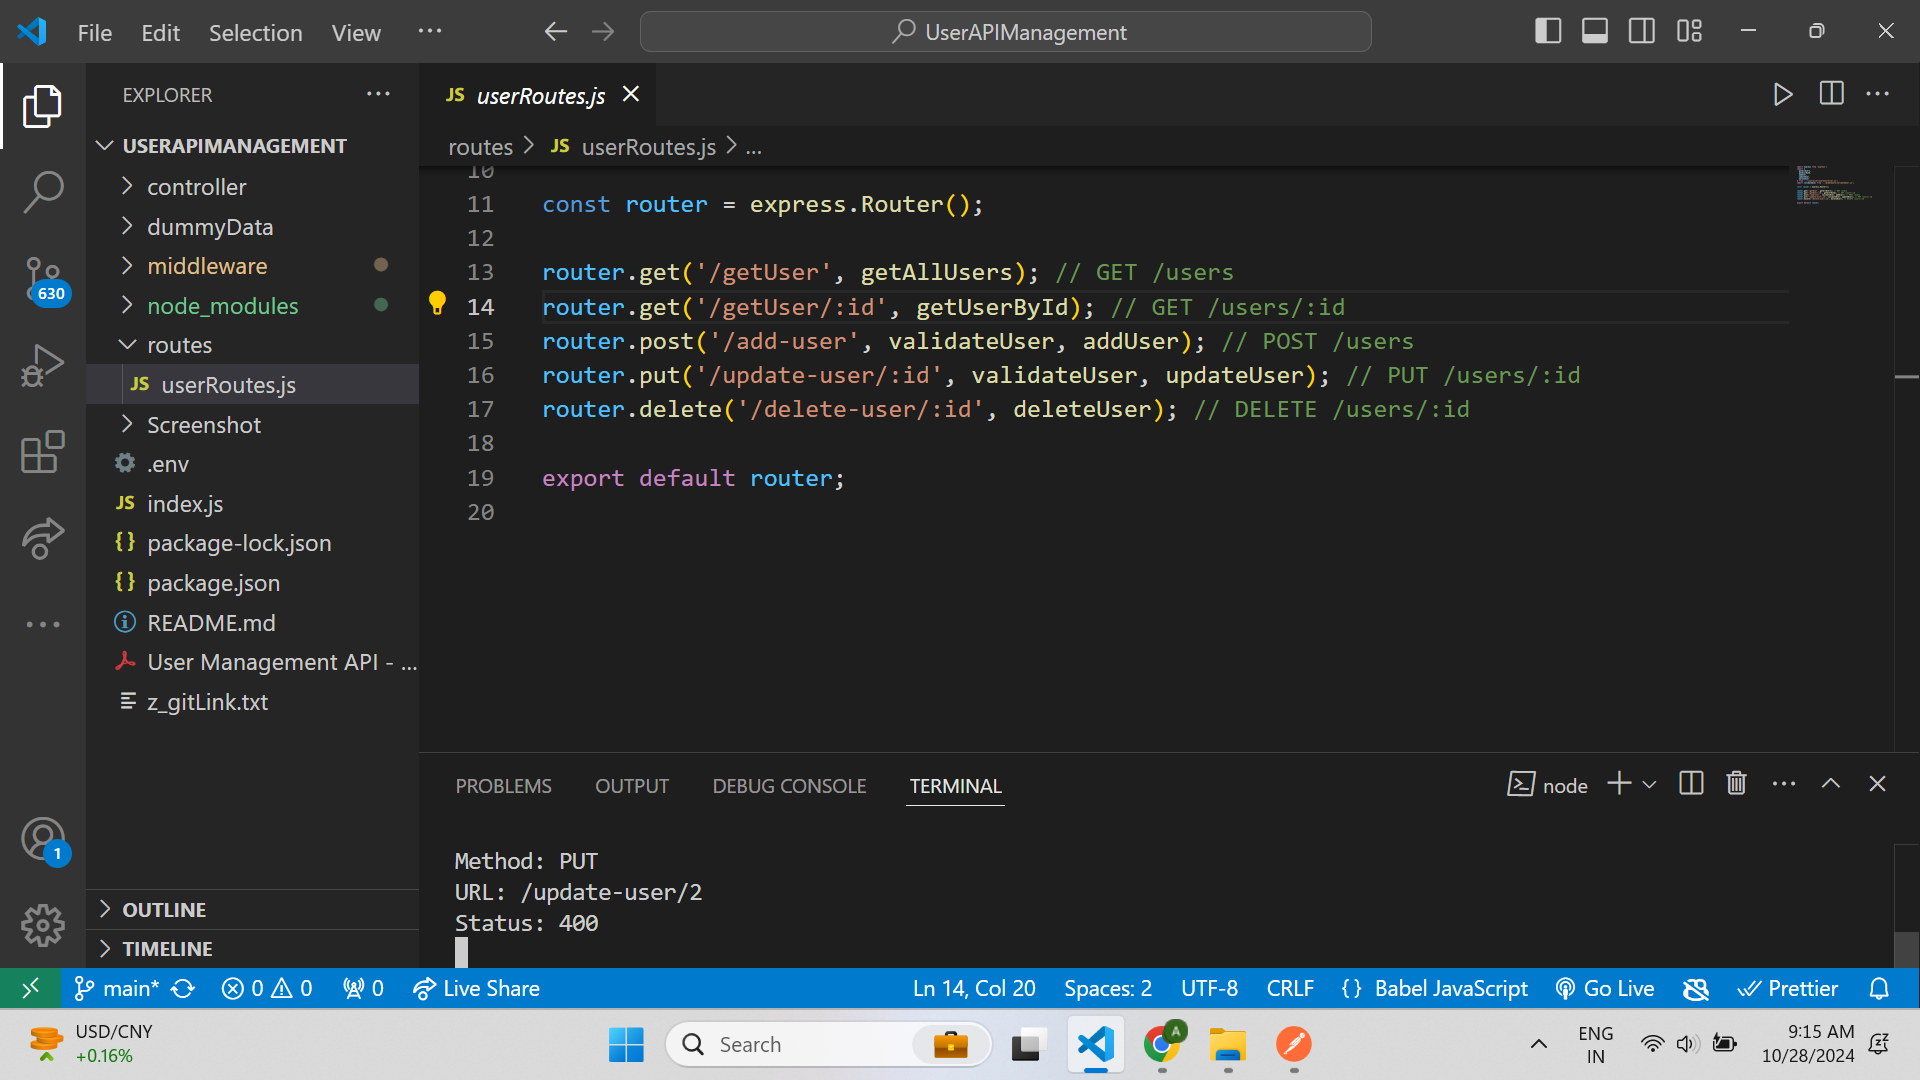 File Edit Selection View ···
UserAPIManagement
EXPLORER ···
USERAPIMANAGEMENT
controller
dummyData
middleware
node_modules
routes
JS userRoutes.js
Screenshot
.env
JS index.js
{} package-lock.json
{} package.json
README.md
User Management API - ...
z_gitLink.txt
OUTLINE
TIMELINE
630
1
JS userRoutes.js
routes > JS userRoutes.js > ...
10
11 const router = express.Router();
12
13 router.get('/getUser', getAllUsers); // GET /users
14 router.get('/getUser/:id', getUserById); // GET /users/:id
15 router.post('/add-user', validateUser, addUser); // POST /users
16 router.put('/update-user/:id', validateUser, updateUser); // PUT /users/:id
17 router.delete('/delete-user/:id', deleteUser); // DELETE /users/:id
18
19 export default router;
20
PROBLEMS OUTPUT DEBUG CONSOLE TERMINAL
node
Method: PUT
URL: /update-user/2
Status: 400
main* 0 0 0 Live Share
Ln 14, Col 20 Spaces: 2 UTF-8 CRLF {} Babel JavaScript Go Live Prettier
USD/CNY
+0.16%
Search
A
ENG
IN
9:15 AM
10/28/2024